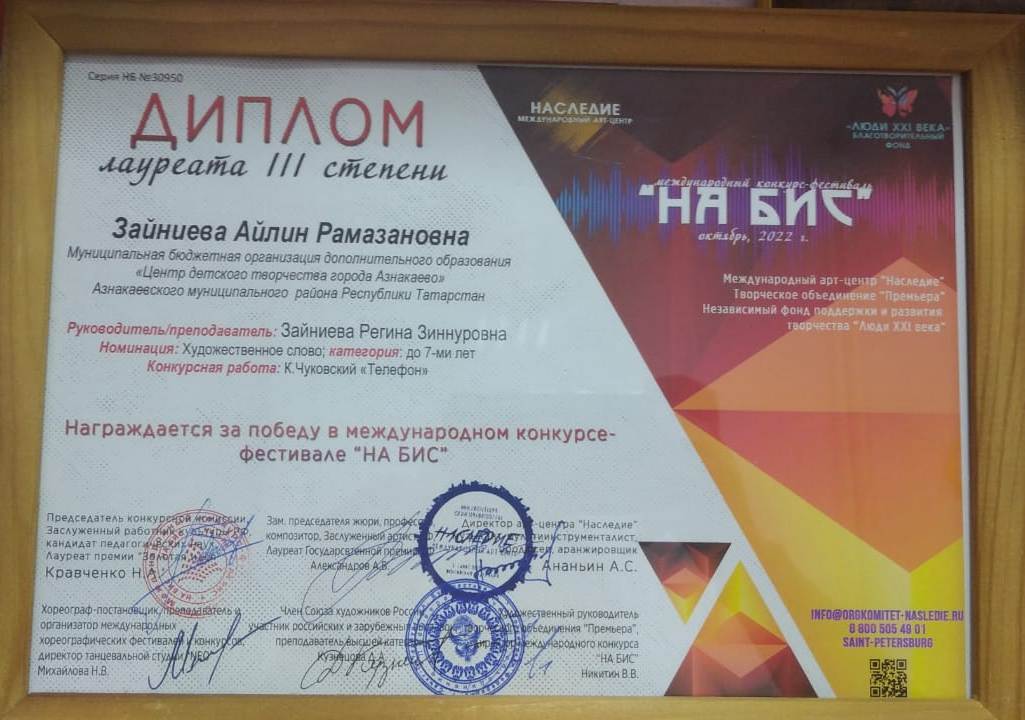 Серия НБ №30950
ДИПЛОМ
лауреата III степени
Зайниева Айлин Рамазановна
Муниципальная бюджетная организация дополнительного образования
«Центр детского творчества города Азнакаево»
Азнакаевского муниципального района Республики Татарстан
Руководитель/преподаватель: Зайниева Регина Зиннуровна
Номинация: Художественное слово; категория: до 7-ми лет
Конкурсная работа: К.Чуковский «Телефон»
Награждается за победу в международном конкурсе-
фестивале "НА БИС"
НАСЛЕДИЕ
МЕЖДУНАРОДНЫЙ АРТ-ЦЕНТР
«ЛЮДИ XXI ВЕКА»
БЛАГОТВОРИТЕЛЬНЫЙ
ФОНД
международный конкурс-фестиваль
"НА БИС"
октябрь, 2022 г.
Международный арт-центр "Наследие"
Творческое объединение "Премьера"
Независимый фонд поддержки и развития
творчества "Люди XXI века"
Председатель конкурсной комиссии,
Заслуженный работник культуры РФ,
кандидат педагогических
Лауреат премии
Кравченко Н.
Зам. председателя жюри,
композитор, Заслуженный
Лауреат Государственной
Александров А.В.
Директор арт-центра "Наследие"
аранжировщик
Ананьин А.С.
НАСЛЕДИЕ
Хореограф-постановщик, преподаватель и
организатор международных
хореографических фестивалей и конкурсов,
директор танцевальной студии "NEO"
Михайлова Н.В.
Член Союза художников России
участник российских и зарубежных
преподаватель высшей
Кузнецова
Художественный руководитель
объединения "Премьера",
международного конкурса
"НА БИС"
Никитин В.В.
INFO@ORGKOMITET-NASLEDIE.RU
8 800 505 49 01
SAINT-PETERSBURG